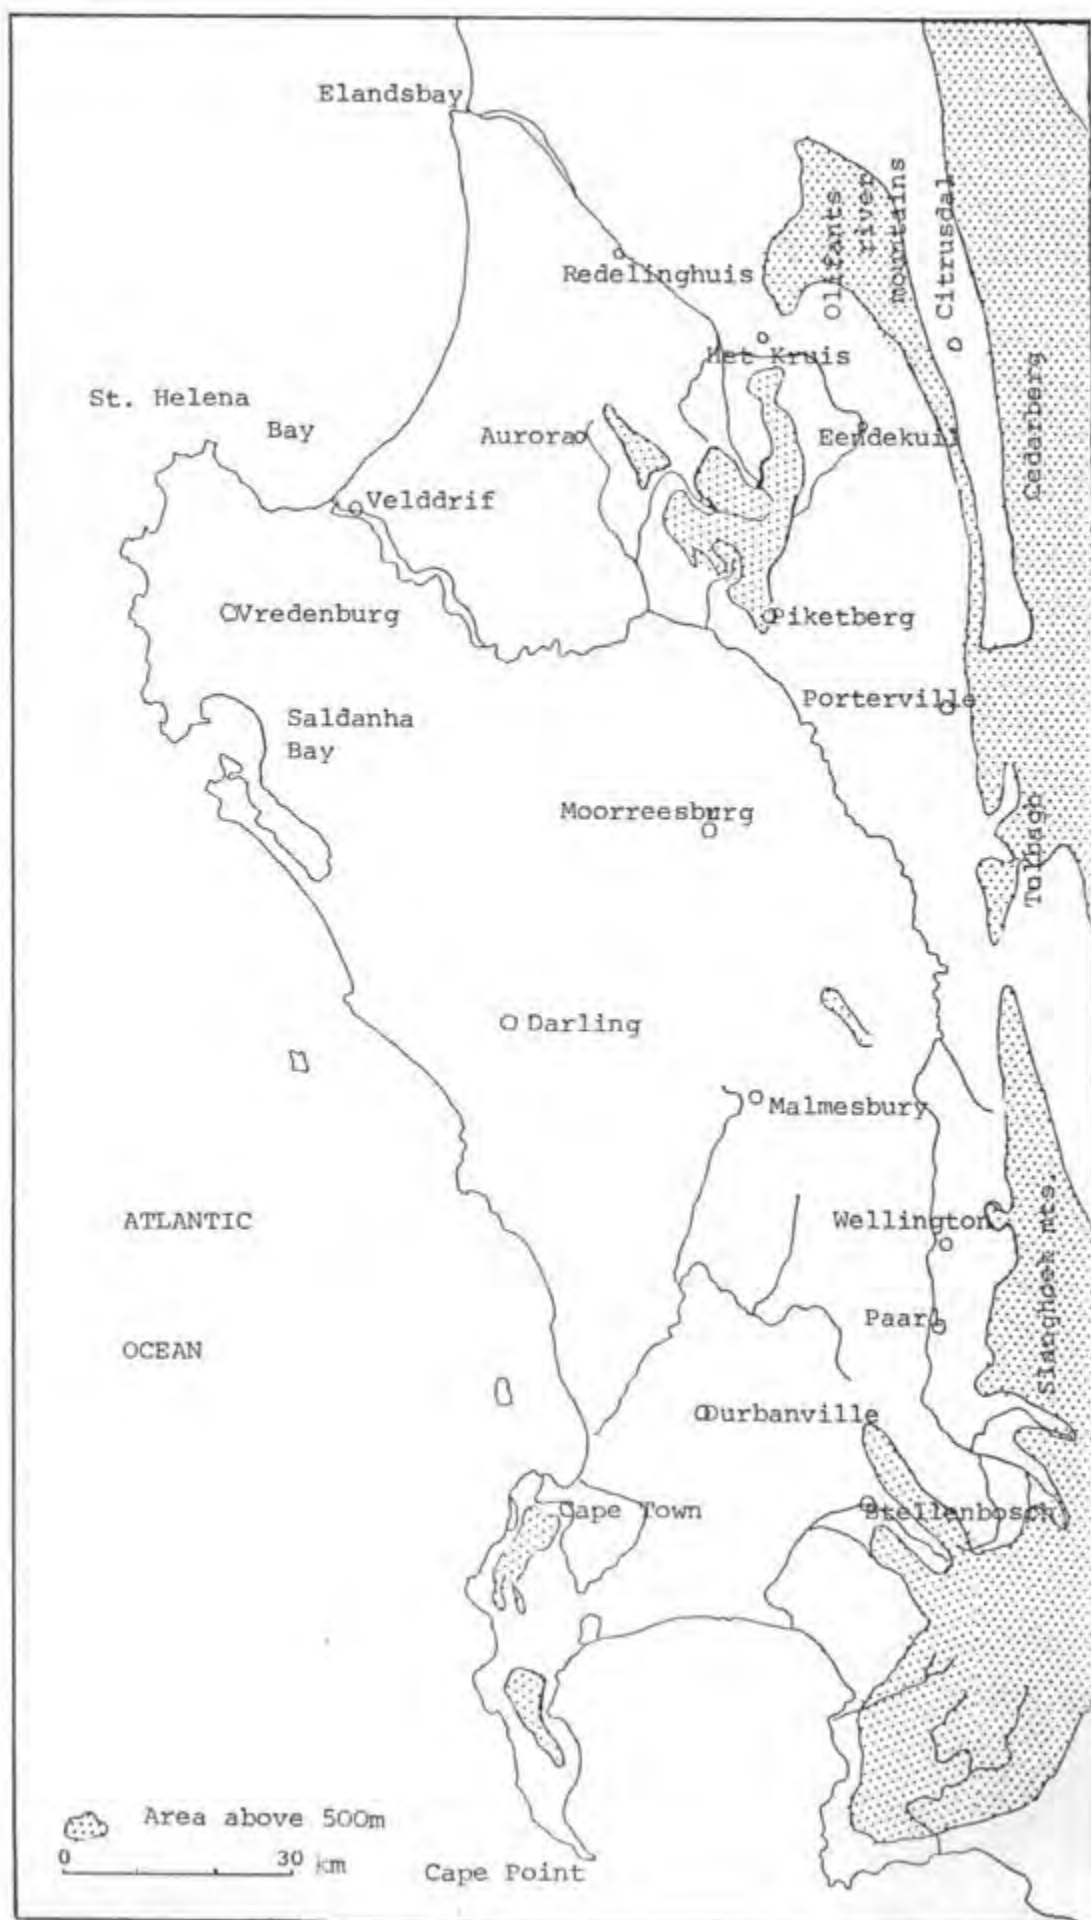 Elandsbay
Olifants
river
mountains
Citrusdal
Redelinghuis
Het Kruis
Cedarberg
St. Helena
Bay
Aurora
Eendekuil
Velddrif
Vredenburg
Piketberg
Porterville
Saldanha
Bay
Moorreesburg
Tulbagh
Darling
Malmesbury
ATLANTIC
Wellington
Slanghoek mts.
Paarl
OCEAN
Durbanville
Cape Town
Stellenbosch
Area above 500m
0 30 km
Cape Point